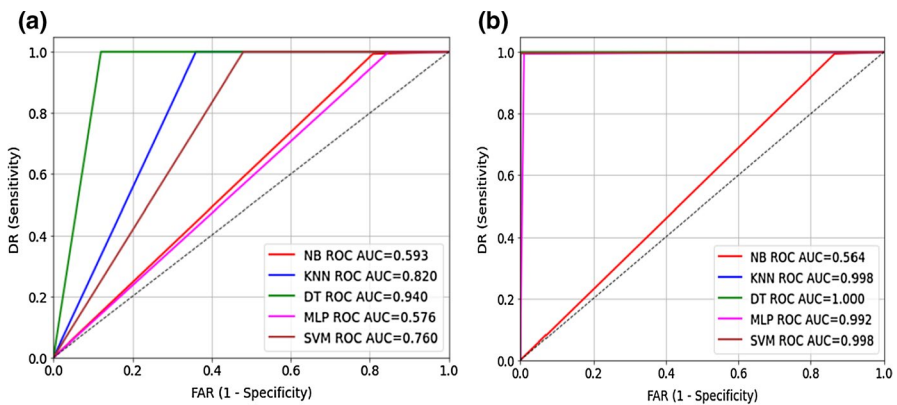 (a)
1.0
0.8
0.6
0.4
0.2
0.0
DR (Sensitivity)
NB ROC AUC=0.593
KNN ROC AUC=0.820
DT ROC AUC=0.940
MLP ROC AUC=0.576
SVM ROC AUC=0.760
0.0 0.2 0.4 0.6 0.8 1.0
FAR (1 - Specificity)
(b)
1.0
0.8
0.6
0.4
0.2
0.0
DR (Sensitivity)
NB ROC AUC=0.564
KNN ROC AUC=0.998
DT ROC AUC=1.000
MLP ROC AUC=0.992
SVM ROC AUC=0.998
0.0 0.2 0.4 0.6 0.8 1.0
FAR (1 - Specificity)